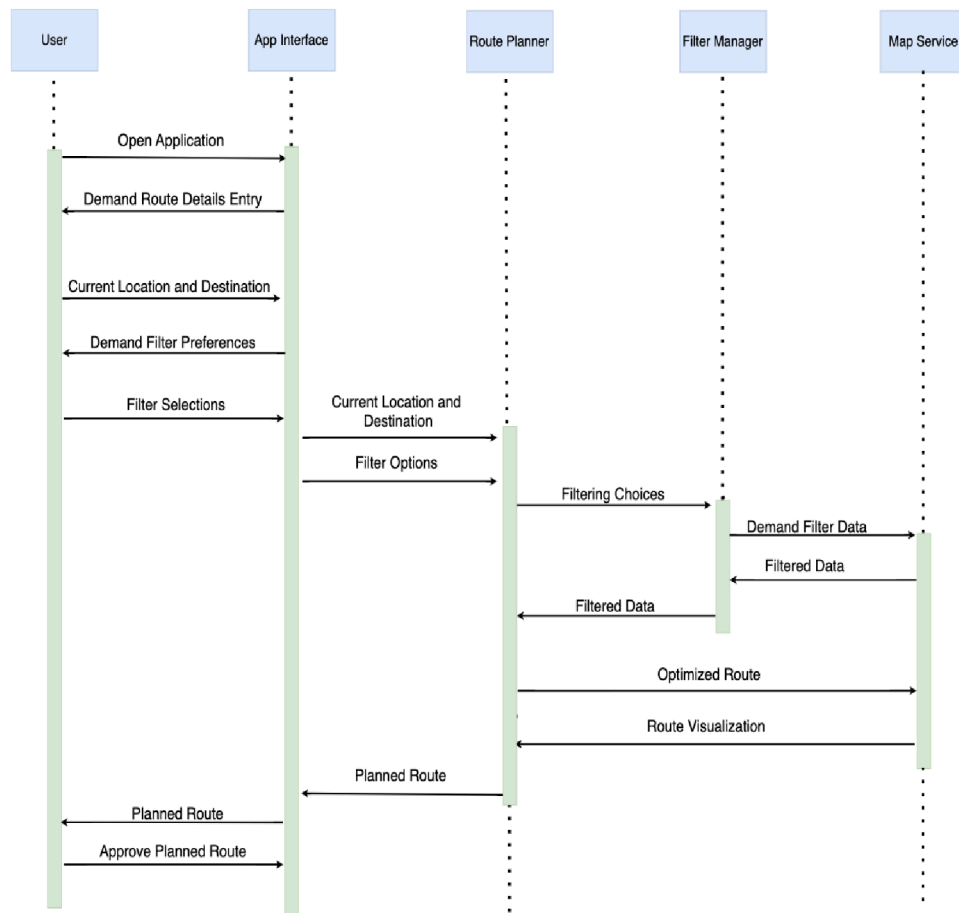 User
App Interface
Route Planner
Filter Manager
Map Service
Open Application
Demand Route Details Entry
Current Location and Destination
Demand Filter Preferences
Filter Selections
Current Location and
Destination
Filter Options
Filtering Choices
Demand Filter Data
Filtered Data
Filtered Data
Optimized Route
Route Visualization
Planned Route
Planned Route
Approve Planned Route